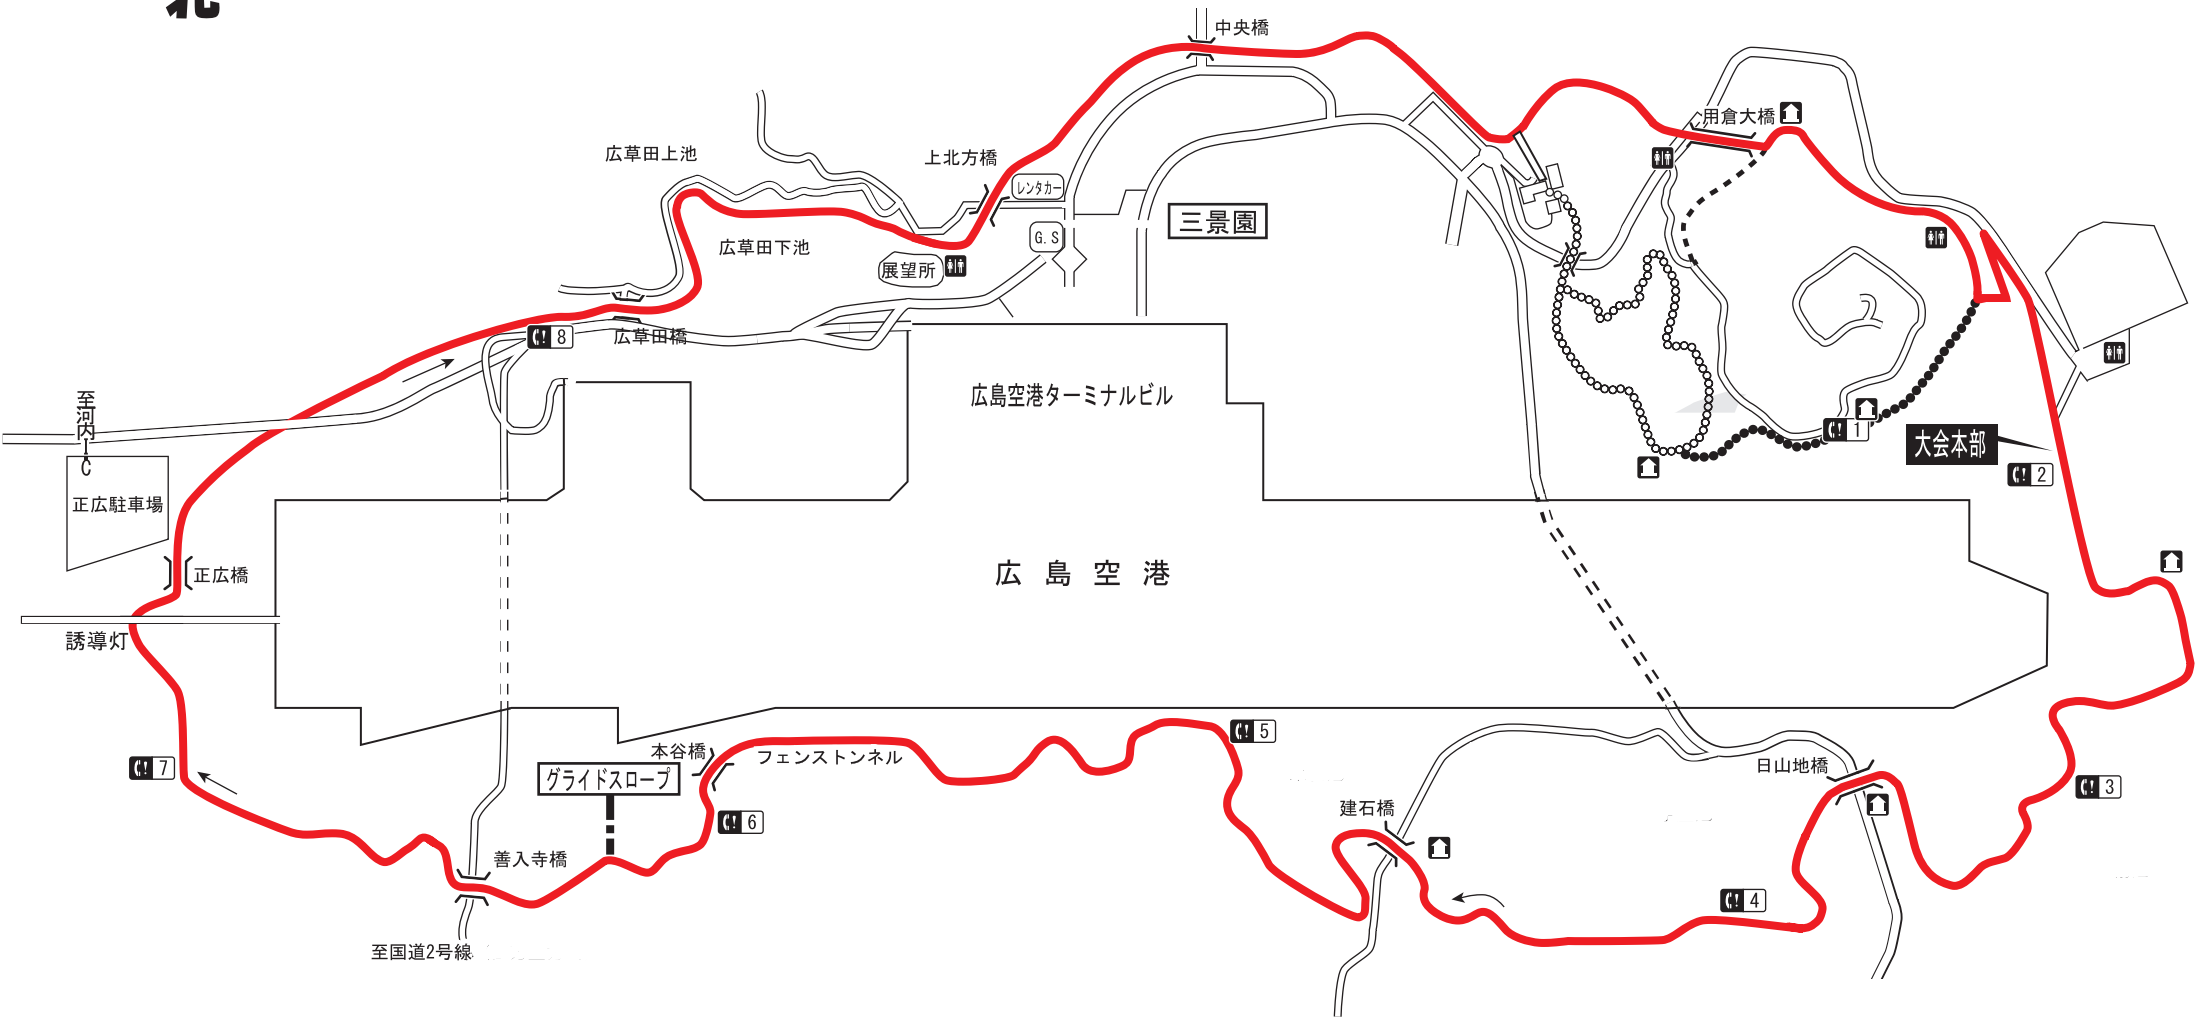 中央橋
用倉大橋
広草田上池
上北方橋
レンタカー
三景園
広草田下池
G.S
展望所
8
広草田橋
至河内I
C
広島空港ターミナルビル
1
大会本部
2
正広駐車場
正広橋
広島空港
誘導灯
7
本谷橋
フェンストンネル
5
グライドスロープ
日山地橋
3
建石橋
6
善入寺橋
4
至国道2号線